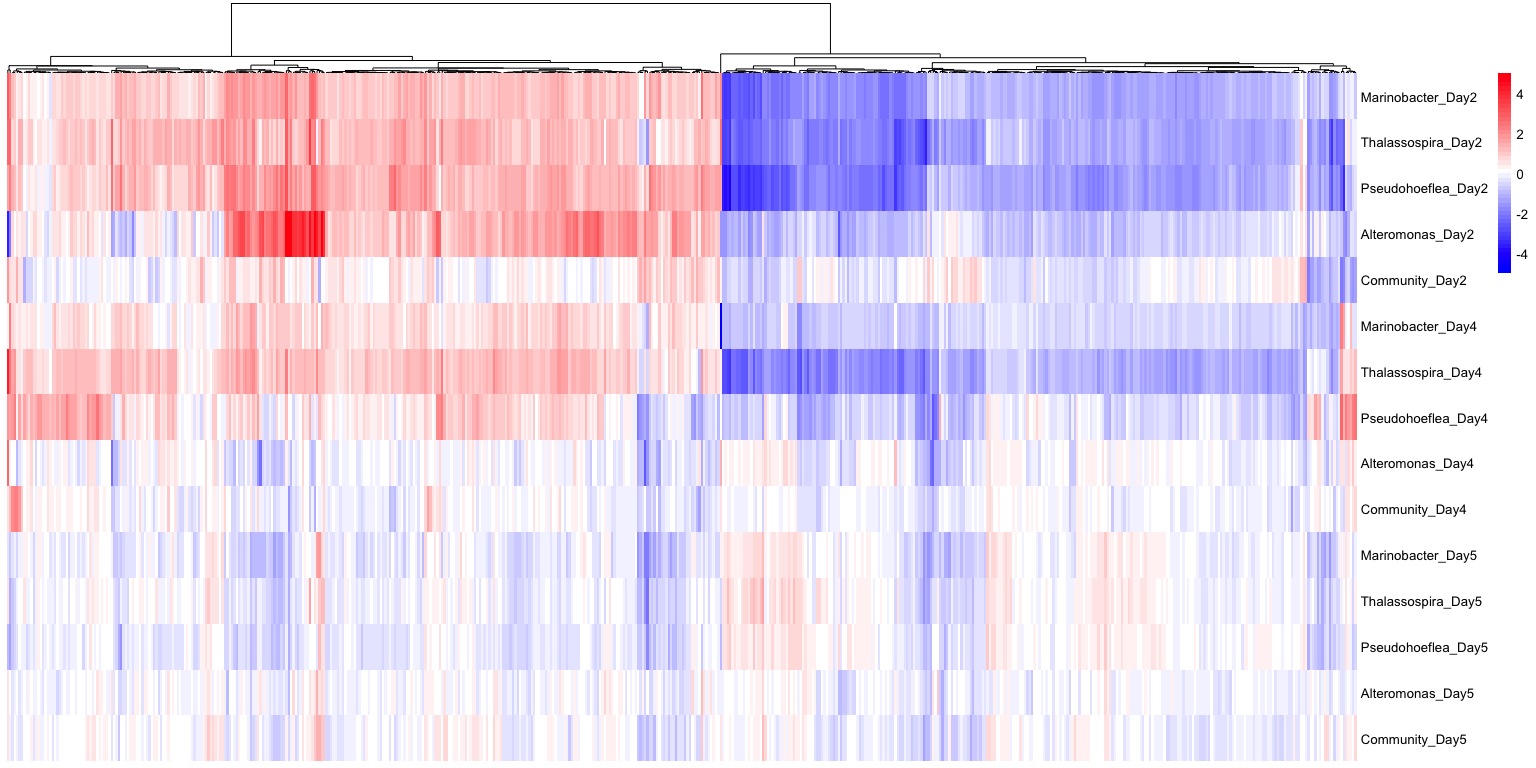 Marinobacter_Day2
Thalassospira_Day2
Pseudohoeflea_Day2
Alteromonas_Day2
Community_Day2
Marinobacter_Day4
Thalassospira_Day4
Pseudohoeflea_Day4
Alteromonas_Day4
Community_Day4
Marinobacter_Day5
Thalassospira_Day5
Pseudohoeflea_Day5
Alteromonas_Day5
Community_Day5
4
2
0
-2
-4